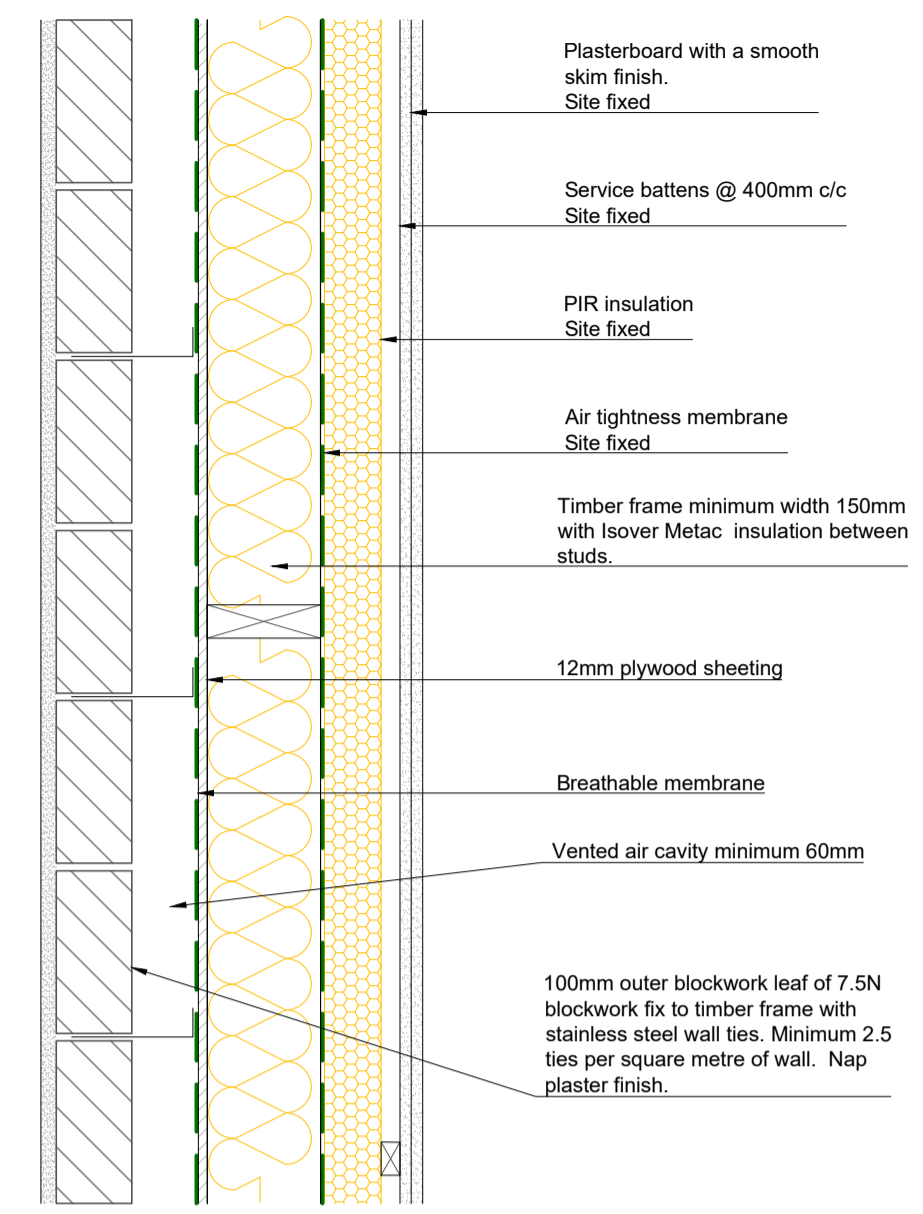 Plasterboard with a smooth
skim finish.
Site fixed
Service battens @ 400mm c/c
Site fixed
PIR insulation
Site fixed
Air tightness membrane
Site fixed
Timber frame minimum width 150mm
with Isover Metac insulation between
studs.
12mm plywood sheeting
Breathable membrane
Vented air cavity minimum 60mm
100mm outer blockwork leaf of 7.5N
blockwork fix to timber frame with
stainless steel wall ties. Minimum 2.5
ties per square metre of wall. Nap
plaster finish.